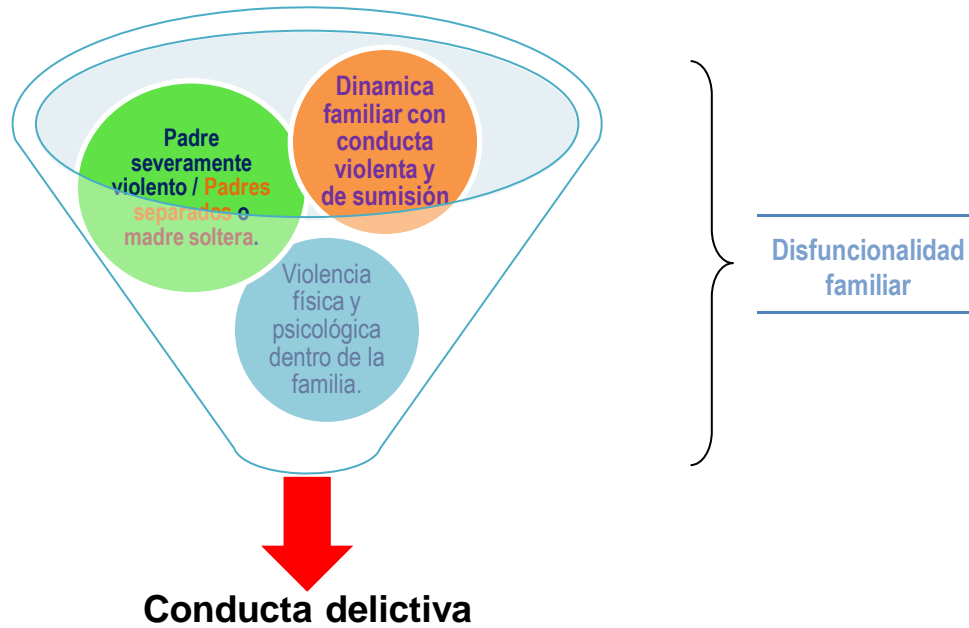 Padre
severamente
violento / Padres
separados o
madre soltera.
Dinamica
familiar con
conducta
violenta y
de sumisión
Violencia
física y
psicológica
dentro de la
familia.
Disfuncionalidad
familiar
Conducta delictiva